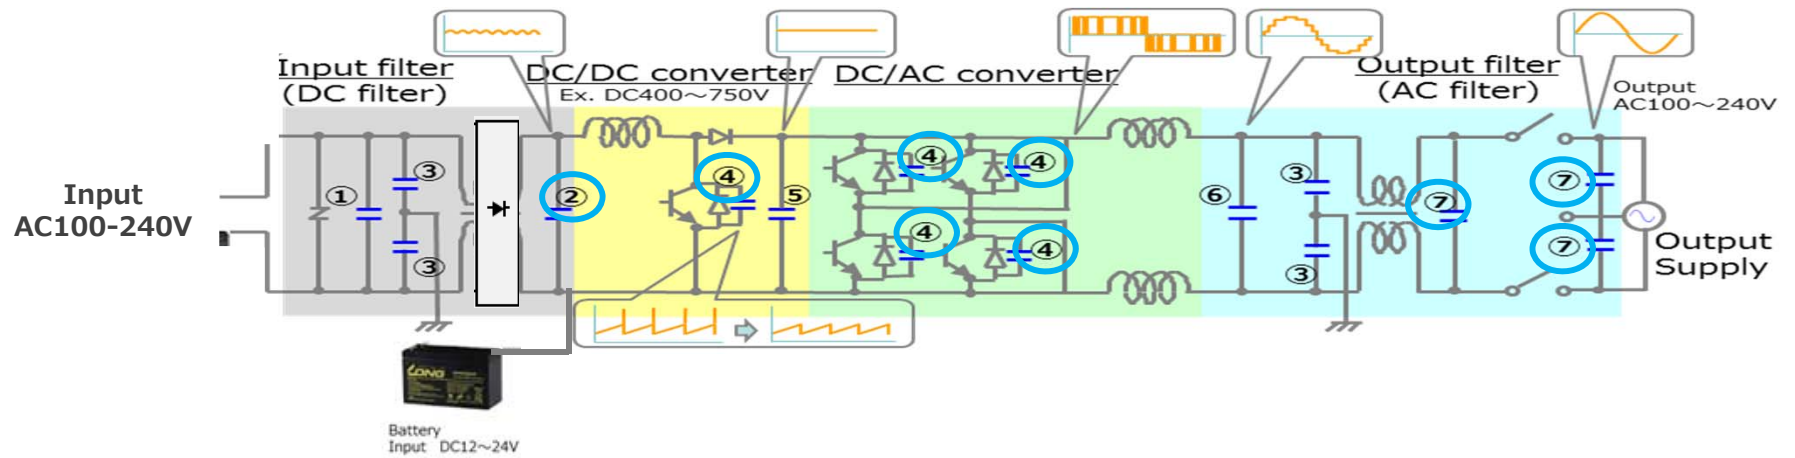 Input filter
(DC filter)
DC/DC converter
Ex. DC400～750V
DC/AC converter
Output filter
(AC filter)
Output
AC100～240V
Input
AC100-240V
①
③
③
②
④
⑤
④
④
④
④
⑥
③
③
⑦
⑦
⑦
Output
Supply
LONG
Battery
Input DC12～24V